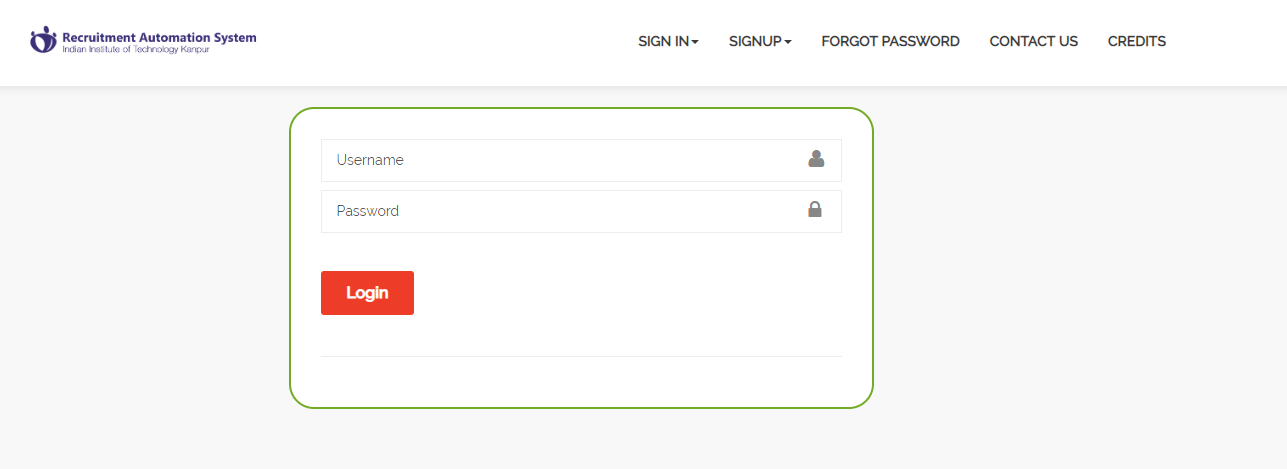 Recruitment Automation System
Indian Institute of Technology Kanpur
SIGN IN
SIGNUP
FORGOT PASSWORD
CONTACT US
CREDITS
Username
Password
Login